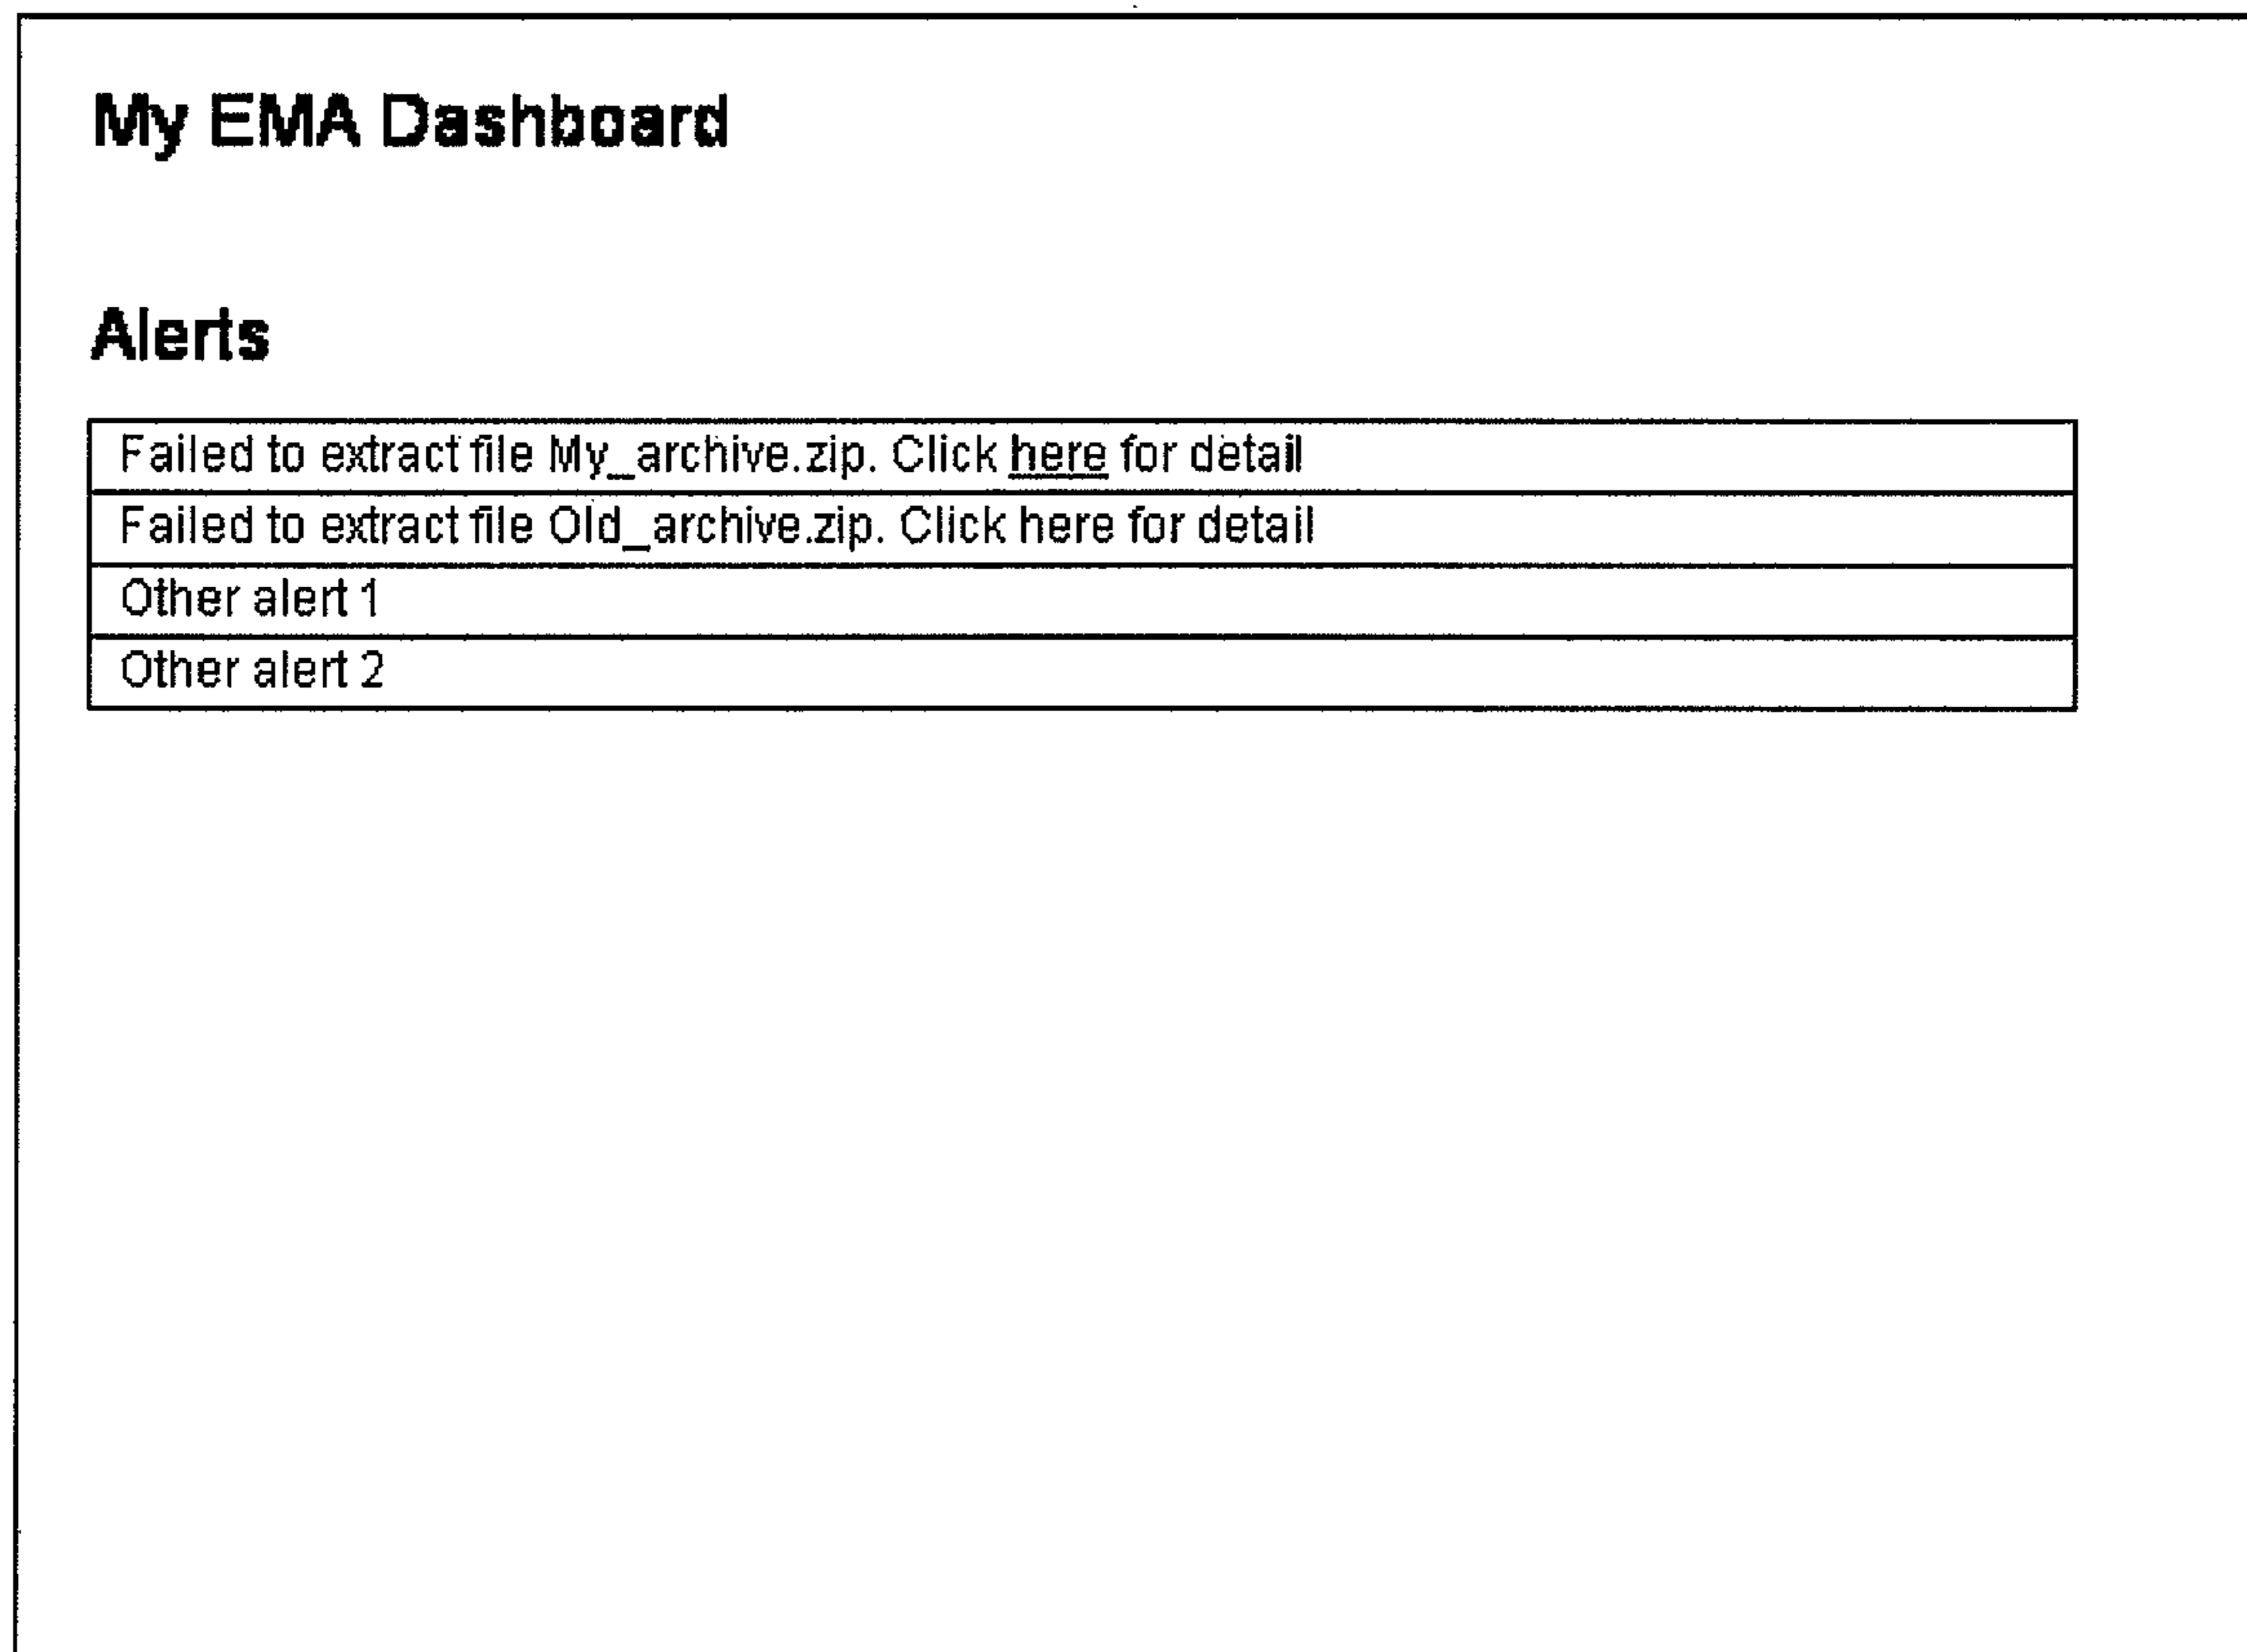 My EMA Dashboard
Alerts
Failed to extract file My_archive.zip. Click here for detail
Failed to extract file Old_archive.zip. Click here for detail
Other alert 1
Other alert 2